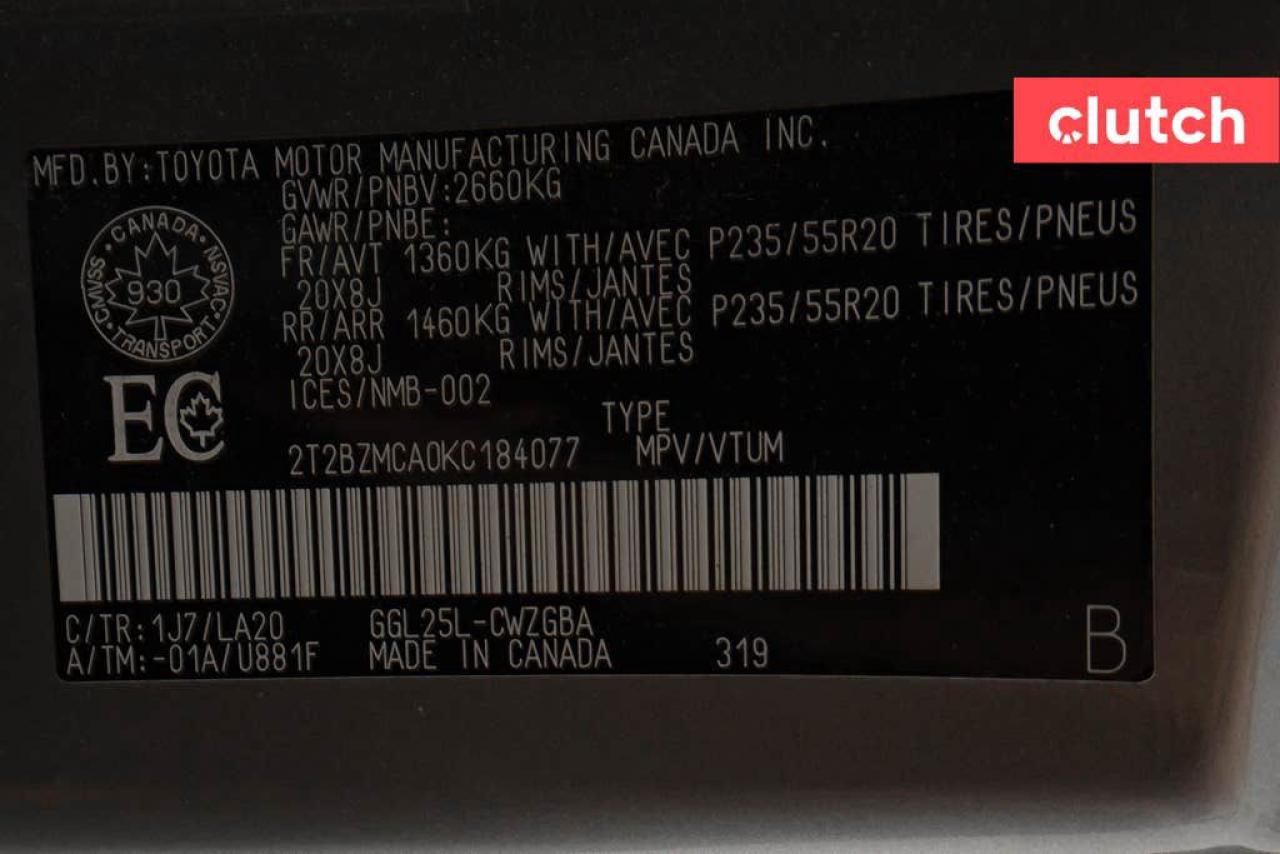 clutch
MFD.BY:TOYOTA MOTOR MANUFACTURING CANADA INC.
GVWR/PNBV:2660KG
GAWR/PNBE:
FR/AVT 1360KG WITH/AVEC P235/55R20 TIRES/PNEUS
20X8J RIMS/JANTES
RR/ARR 1460KG WITH/AVEC P235/55R20 TIRES/PNEUS
20X8J RIMS/JANTES
CANADA
NSVAC
930
CMVSS
TRANSPORT
EC
ICES/NMB-002
TYPE
2T2BZMCA0KC184077 MPV/VTUM
C/TR:1J7/LA20 GGL25L-CWZGBA
A/TM:-01A/U881F MADE IN CANADA 319
B